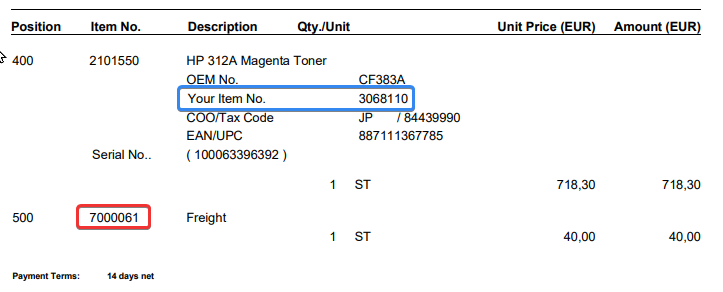 Position Item No. Description Qty./Unit Unit Price (EUR) Amount (EUR)
400 2101550 HP 312A Magenta Toner
OEM No. CF383A
Your Item No. 3068110
COO/Tax Code JP / 84439990
EAN/UPC 887111367785
Serial No.. ( 100063396392 )
1 ST 718,30 718,30
500 7000061 Freight
1 ST 40,00 40,00
Payment Terms: 14 days net